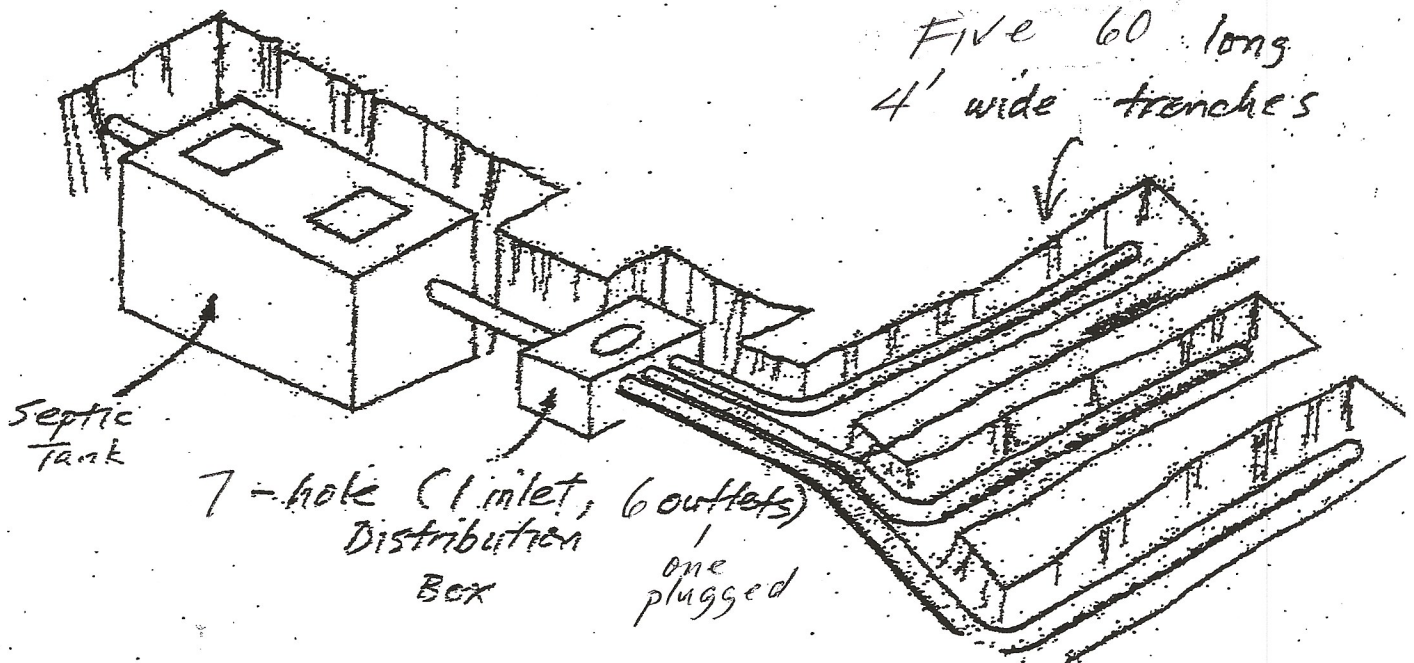 Five 60 long
4' wide trenches
Septic
Tank
7-hole (1 inlet, 6 outlets)
Distribution
Box
one
plugged